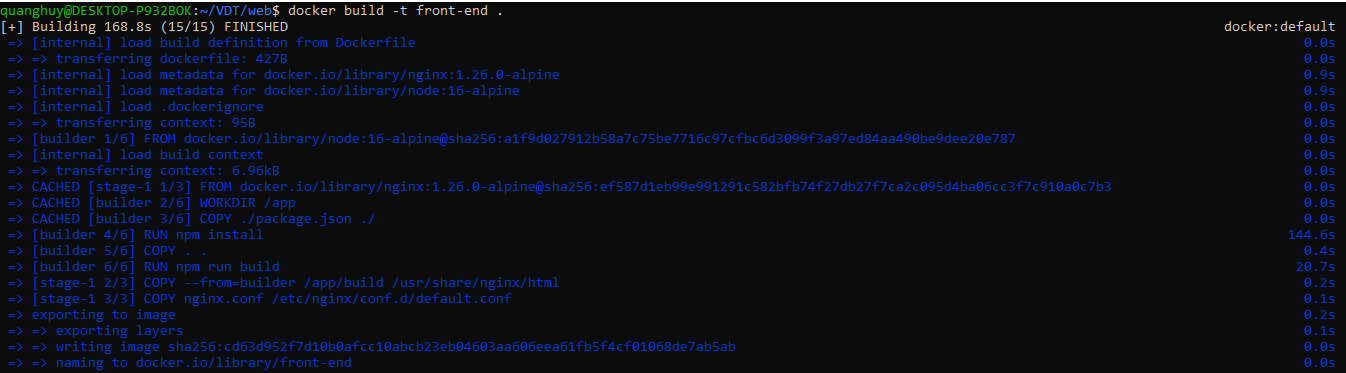 quanghuy@DESKTOP-P932BOK:~/VDT/web$ docker build -t front-end .
[+] Building 168.8s (15/15) FINISHED docker:default
=> [internal] load build definition from Dockerfile 0.0s
=> => transferring dockerfile: 427B 0.0s
=> [internal] load metadata for docker.io/library/nginx:1.26.0-alpine 0.9s
=> [internal] load metadata for docker.io/library/node:16-alpine 0.9s
=> [internal] load .dockerignore 0.0s
=> => transferring context: 95B 0.0s
=> [builder 1/6] FROM docker.io/library/node:16-alpine@sha256:a1f9d027912b58a7c75be7716c97cfbc6d3099f3a97ed84aa490be9dee20e787 0.0s
=> [internal] load build context 0.0s
=> => transferring context: 6.96kB 0.0s
=> CACHED [stage-1 1/3] FROM docker.io/library/nginx:1.26.0-alpine@sha256:ef587d1eb99e991291c582bfb74f27db27f7ca2c095d4ba06cc3f7c910a0c7b3 0.0s
=> CACHED [builder 2/6] WORKDIR /app 0.0s
=> CACHED [builder 3/6] COPY ./package.json ./ 0.0s
=> [builder 4/6] RUN npm install 144.6s
=> [builder 5/6] COPY . . 0.4s
=> [builder 6/6] RUN npm run build 20.7s
=> [stage-1 2/3] COPY --from=builder /app/build /usr/share/nginx/html 0.2s
=> [stage-1 3/3] COPY nginx.conf /etc/nginx/conf.d/default.conf 0.1s
=> exporting to image 0.2s
=> => exporting layers 0.1s
=> => writing image sha256:cd63d952f7d10b0afcc10abcb23eb04603aa606eea61fb5f4cf01068de7ab5ab 0.0s
=> => naming to docker.io/library/front-end 0.0s